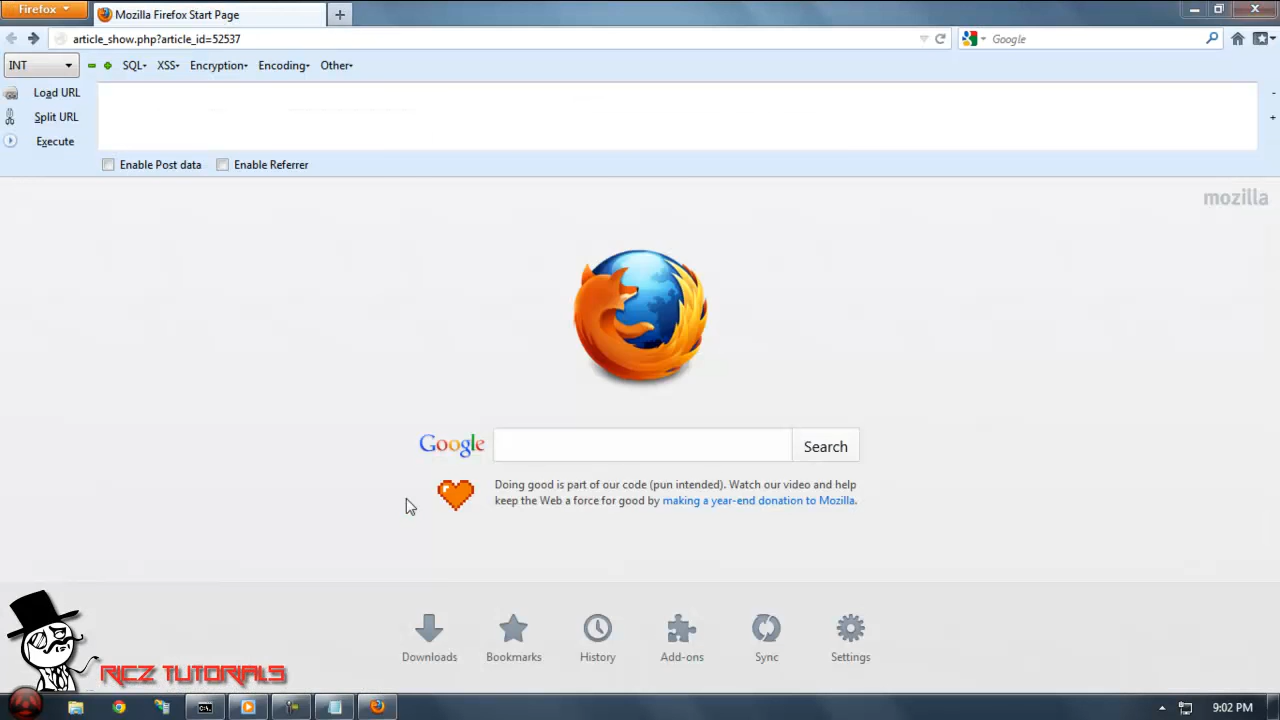 Firefox
Mozilla Firefox Start Page
article_show.php?article_id=52537
Google
INT
SQL XSS Encryption Encoding Other
Load URL
Split URL
Execute
Enable Post data Enable Referrer
mozilla
Google Search
Doing good is part of our code (pun intended). Watch our video and help
keep the Web a force for good by making a year-end donation to Mozilla.
Downloads Bookmarks History Add-ons Sync Settings
RICZ TUTORIALS
9:02 PM